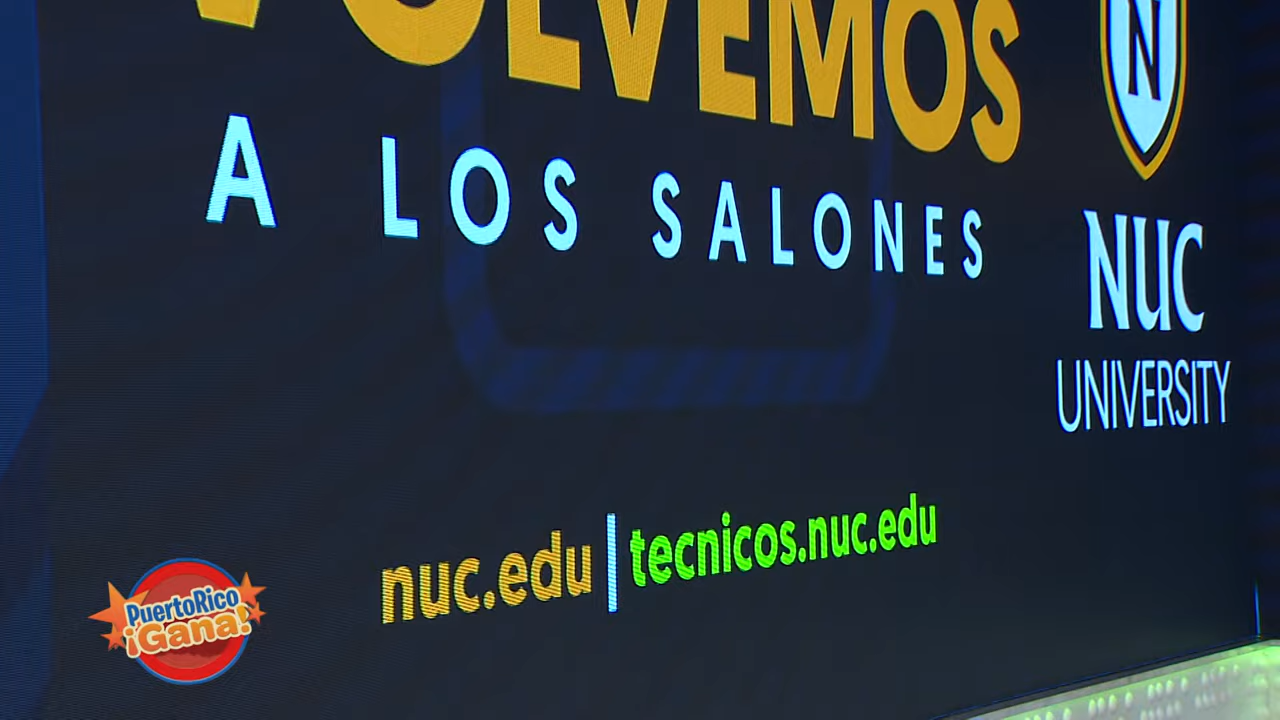 VOLVEMOS
A LOS SALONES
N
NUC
UNIVERSITY
nuc.edu | tecnicos.nuc.edu
PuertoRico
¡Gana!